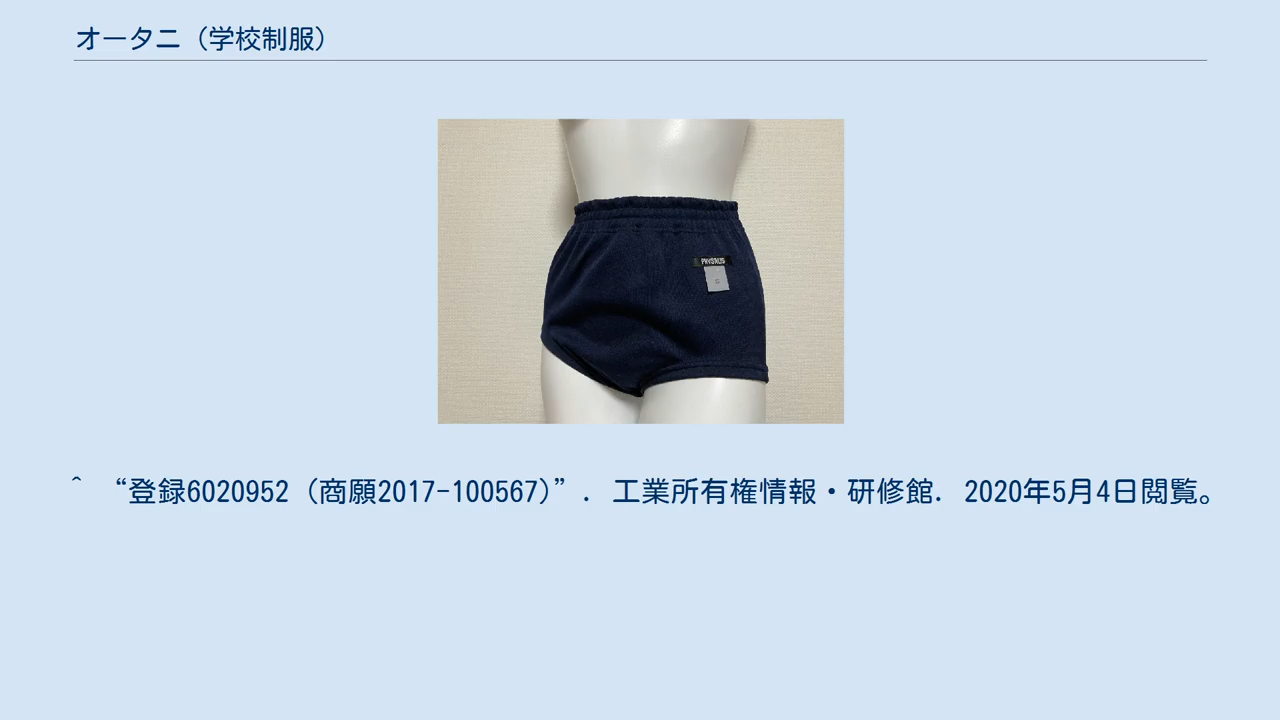 オータニ（学校制服）
PHYSALIS
S
^ “登録6020952（商願2017-100567）”. 工業所有権情報・研修館. 2020年5月4日閲覧。